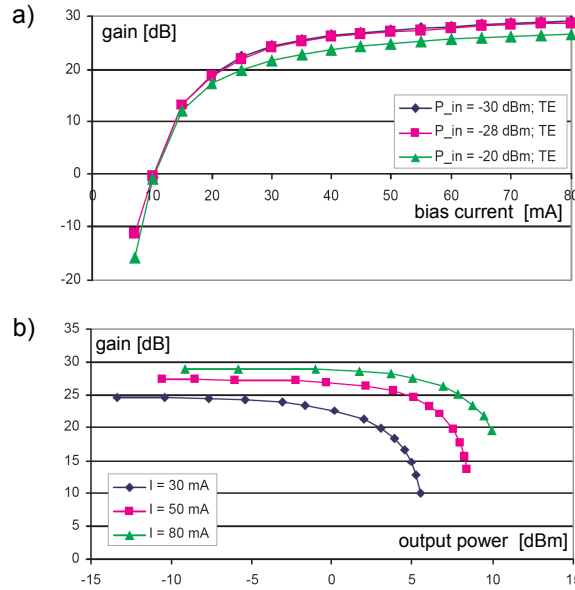 a)
gain [dB]
30
20
10
0
-10
-20
0 10 20 30 40 50 60 70 80
bias current [mA]
P_in = -30 dBm; TE
P_in = -28 dBm; TE
P_in = -20 dBm; TE
b)
gain [dB]
35
30
25
20
15
10
5
0
I = 30 mA
I = 50 mA
I = 80 mA
output power [dBm]
-15 -10 -5 0 5 10 15